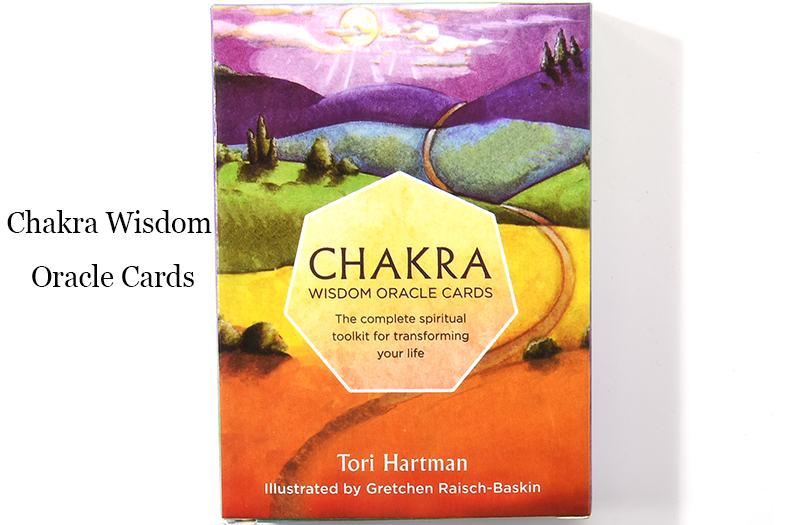 Chakra Wisdom
Oracle Cards
CHAKRA
WISDOM ORACLE CARDS
The complete spiritual
toolkit for transforming
your life
Tori Hartman
Illustrated by Gretchen Raisch-Baskin